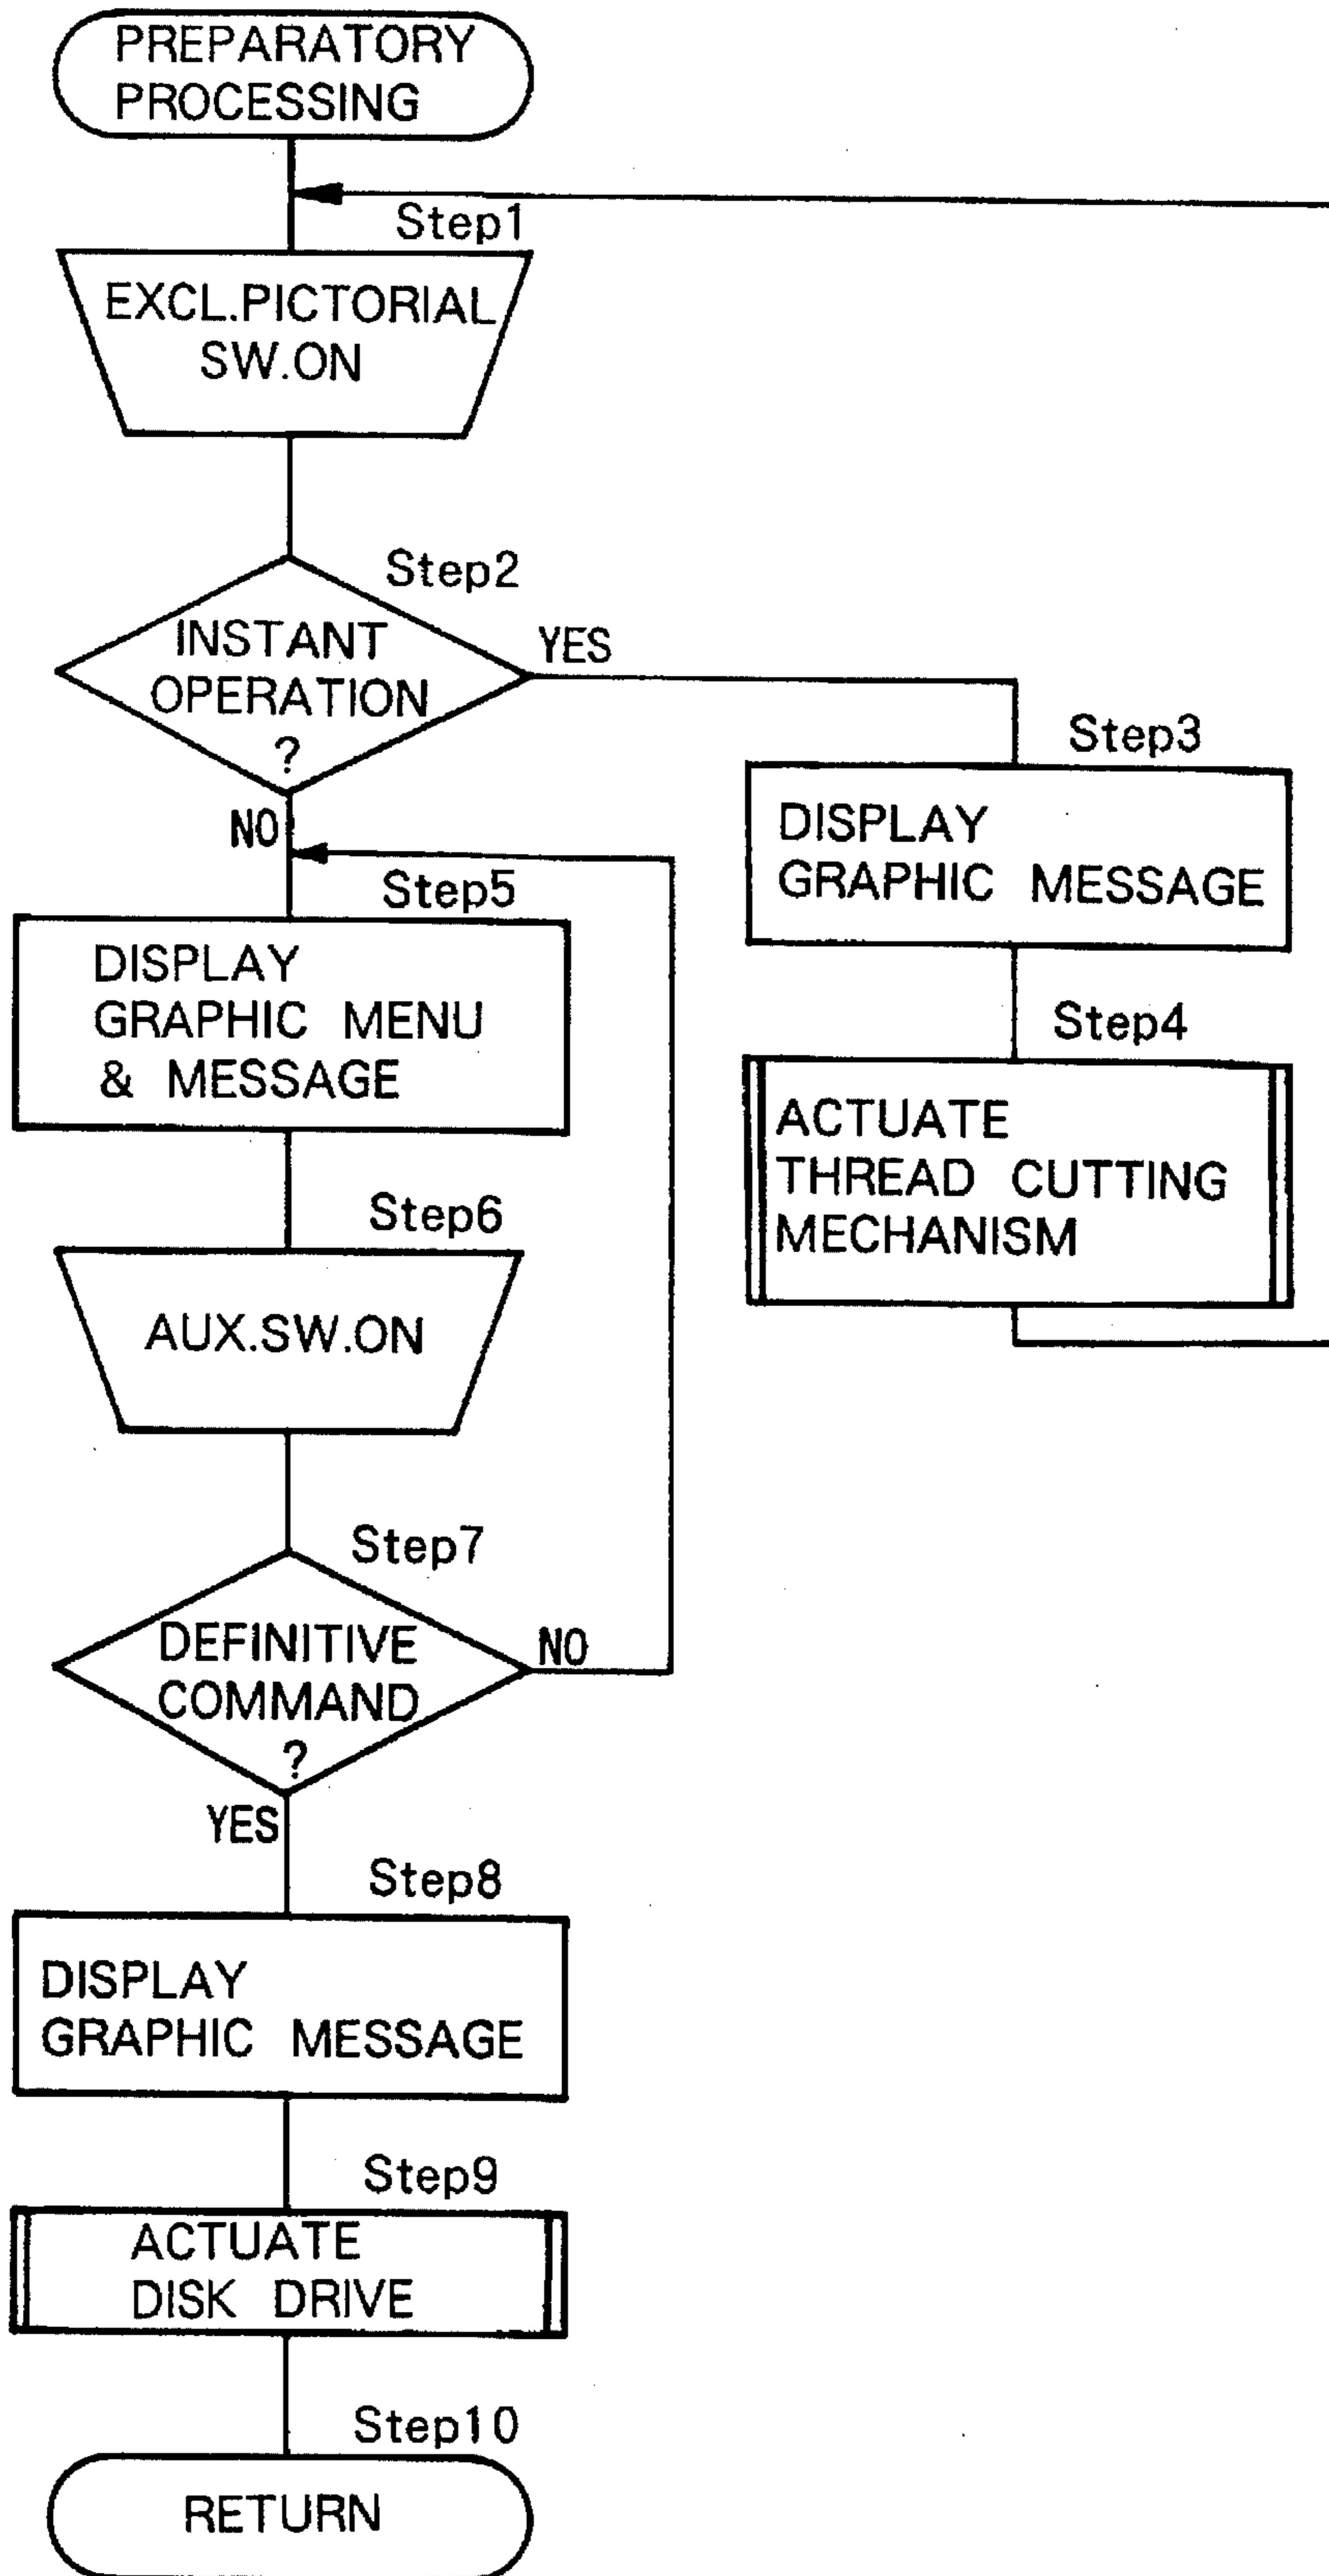 PREPARATORY
PROCESSING
Step1
EXCL.PICTORIAL
SW.ON
Step2
INSTANT
OPERATION
?
YES
NO
Step3
DISPLAY
GRAPHIC MESSAGE
Step4
ACTUATE
THREAD CUTTING
MECHANISM
Step5
DISPLAY
GRAPHIC MENU
& MESSAGE
Step6
AUX.SW.ON
Step7
DEFINITIVE
COMMAND
?
NO
YES
Step8
DISPLAY
GRAPHIC MESSAGE
Step9
ACTUATE
DISK DRIVE
Step10
RETURN